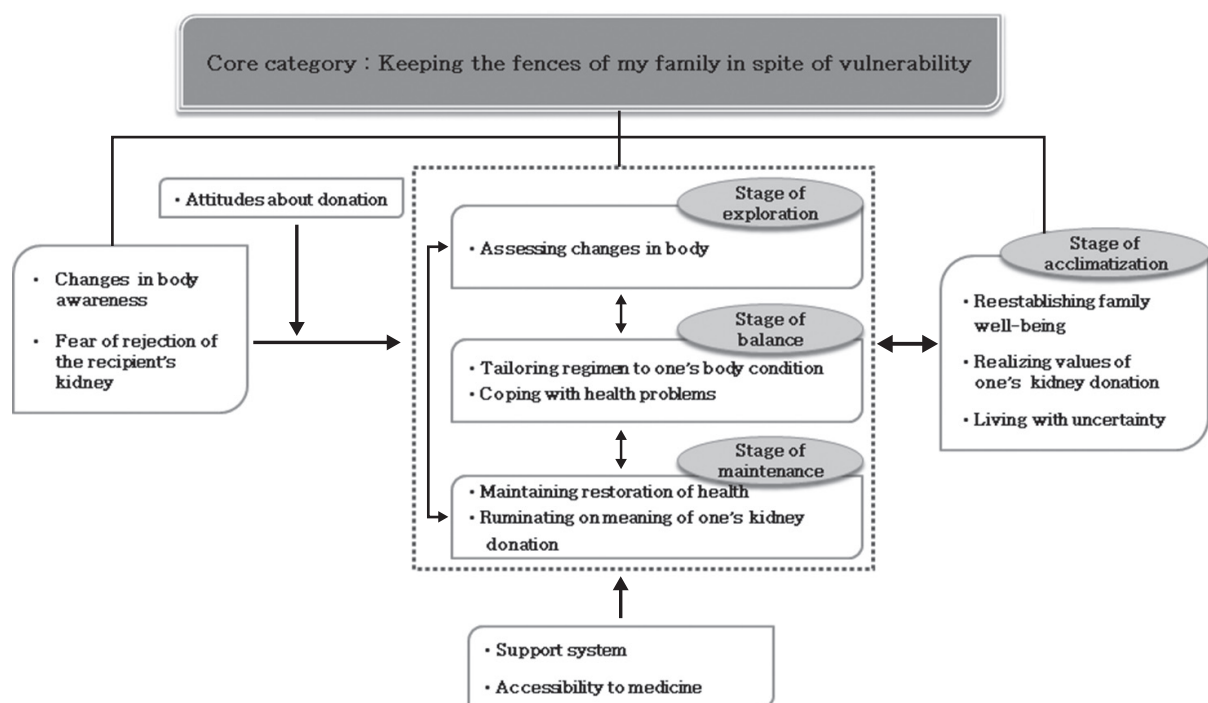 Core category : Keeping the fences of my family in spite of vulnerability
• Attitudes about donation
• Changes in body
awareness
• Fear of rejection of
the recipient's
kidney
Stage of
exploration
• Assessing changes in body
Stage of
balance
• Tailoring regimen to one's body condition
• Coping with health problems
Stage of
maintenance
• Maintaining restoration of health
• Ruminating on meaning of one's kidney
donation
Stage of
acclimatization
• Reestablishing family
well-being
• Realizing values of
one's kidney donation
• Living with uncertainty
• Support system
• Accessibility to medicine